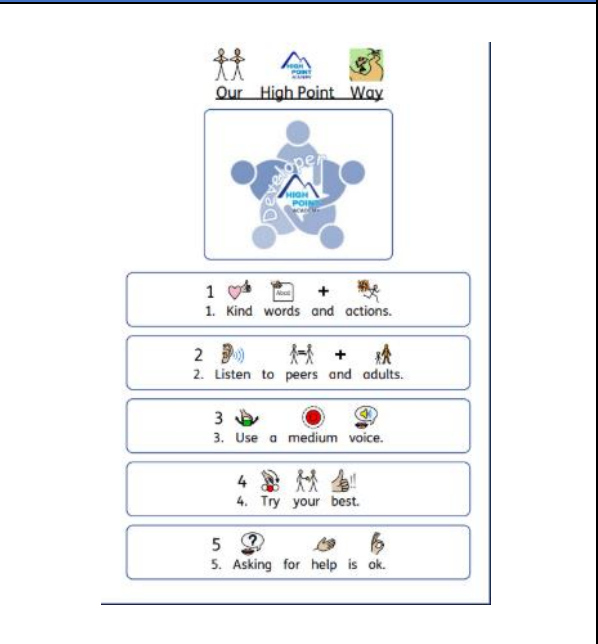 HIGH
POINT
ACADEMY
Our High Point Way
Developer
HIGH
POINT
ACADEMY
1 +
1. Kind words and actions.
2 +
2. Listen to peers and adults.
3
3. Use a medium voice.
4
4. Try your best.
5 ?
5. Asking for help is ok.